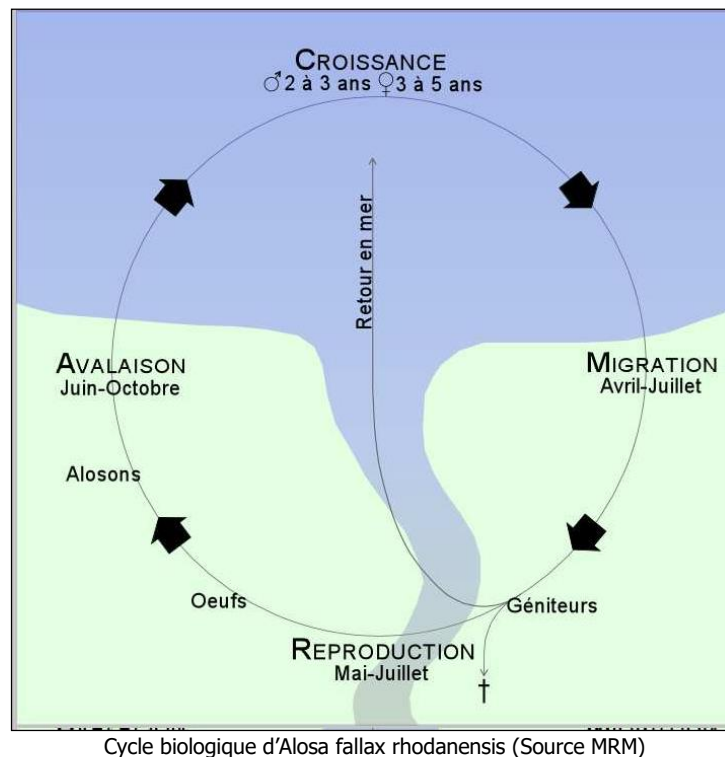 CROISSANCE
♂2 à 3 ans ♀3 à 5 ans
Retour en mer
AVALAISON
Juin-Octobre
MIGRATION
Avril-Juillet
Alosons
Oeufs
Géniteurs
REPRODUCTION
Mai-Juillet
†
Cycle biologique d'Alosa fallax rhodanensis (Source MRM)